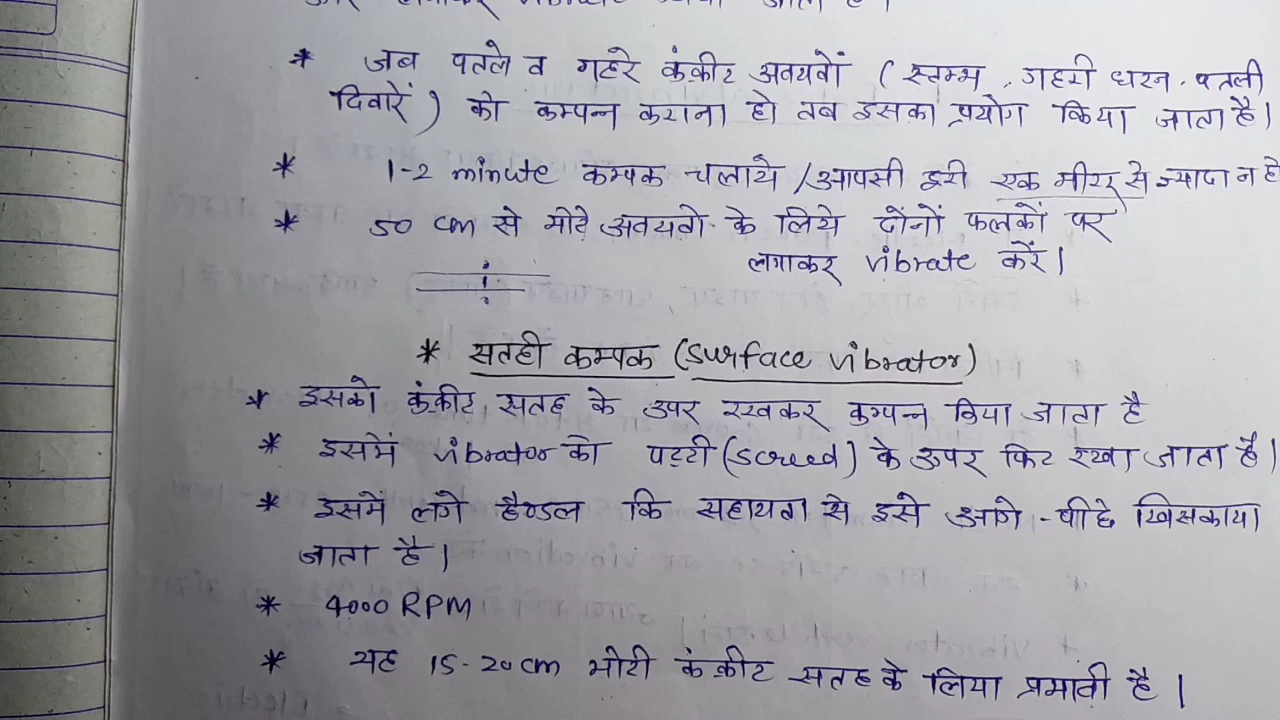 vibrate किया जाता है।
* जब पतले व गहरे कंक्रीट अवयवों ( स्तम्भ , गहरी धरन, पतली
दिवारें ) को कम्पन्न कराना हो तब इसका प्रयोग किया जाता है।
* 1-2 minute कम्पक चलाये / आपसी दूरी एक मीटर से ज्यादा न हो
* 50 cm से मोटे अवयवो के लिये दोंनों फलकों पर
लगाकर vibrate करें।
* सतही कम्पक (surface vibrator)
* इसको कंक्रीट सतह के उपर रखकर कम्पन्न किया जाता है
* इसमें vibrator को पट्टी (screed) के उपर फिट रखा जाता है।
* इसमें लगे हैण्डल कि सहायता से इसे आगे - पीछे खिसकाया
जाता है।
* 4000 RPM
* यह 15-20 cm मोटी कंक्रीट सतह के लिया प्रभावी है।